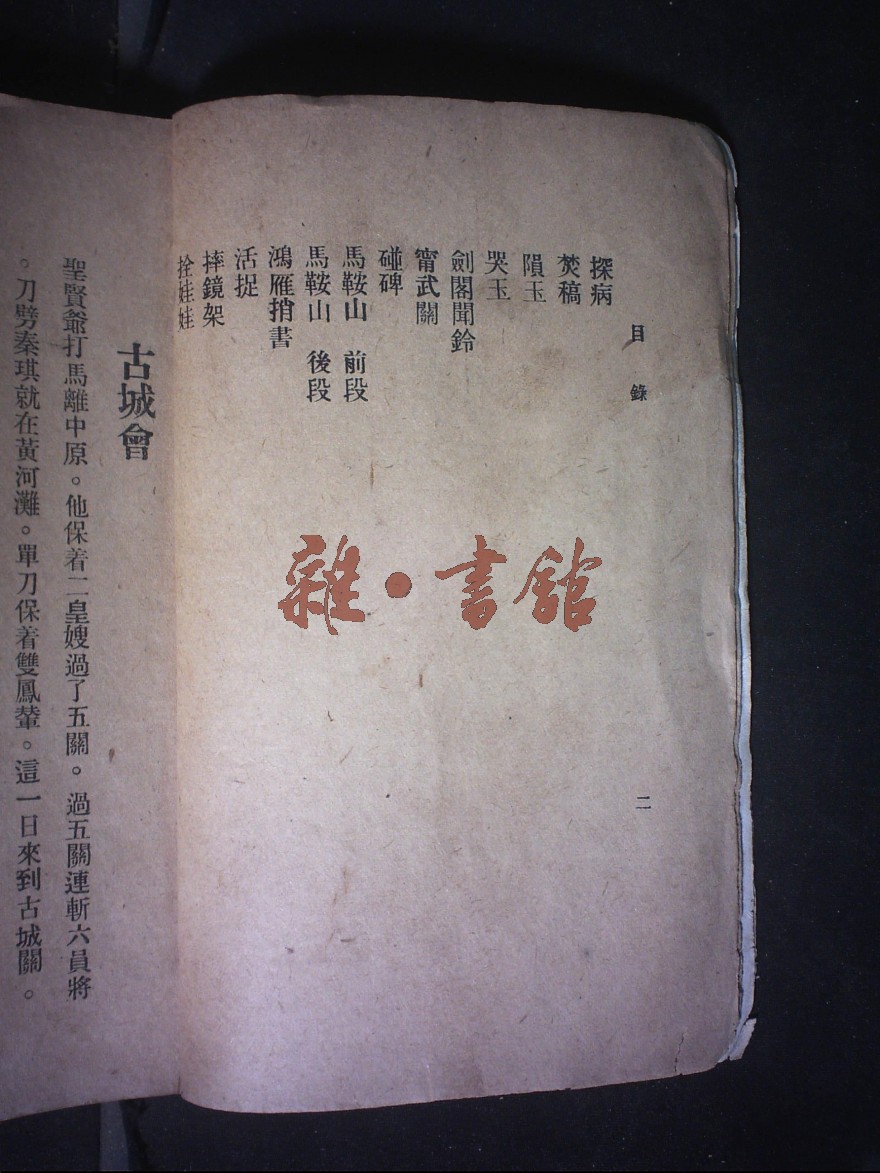 目錄
二
探病
焚稿
隕玉
哭玉
劍閣聞鈴
甯武關
碰碑
馬鞍山 前段
馬鞍山 後段
鴻雁捎書
活捉
摔鏡架
拴娃娃
古城會
聖賢爺打馬離中原。他保着二皇嫂過了五關。過五關連斬六員將
。刀劈秦琪就在黃河灘。單刀保着雙鳳輦。這一日來到古城關。
雜·書館